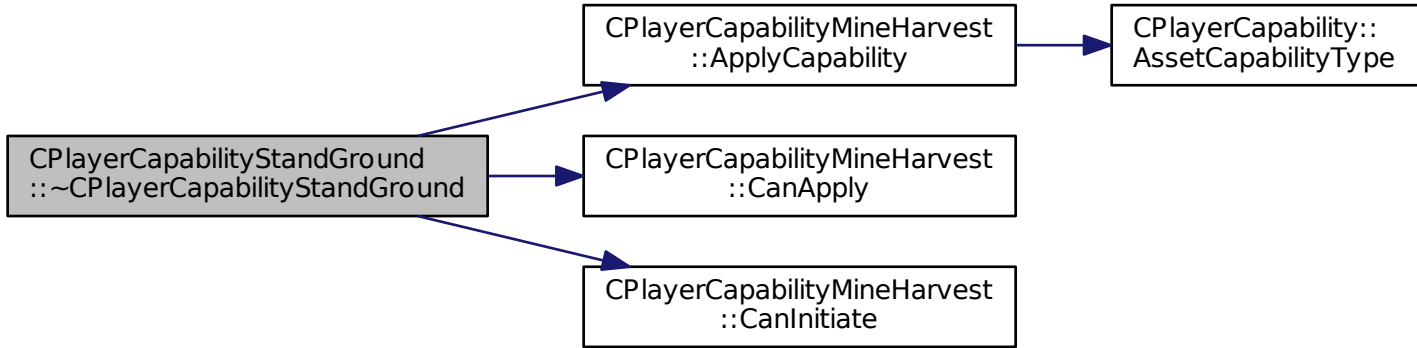 CPlayerCapabilityStandGround
::~CPlayerCapabilityStandGround
CPlayerCapabilityMineHarvest
::ApplyCapability
CPlayerCapability::
AssetCapabilityType
CPlayerCapabilityMineHarvest
::CanApply
CPlayerCapabilityMineHarvest
::CanInitiate